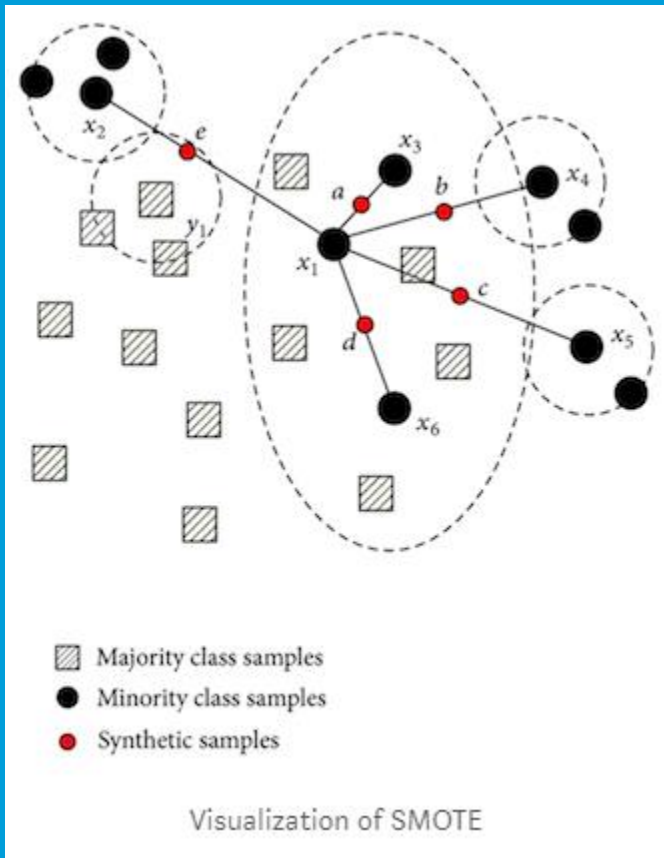 x2
e
x3
a
b
x4
y1
x1
c
d
x5
x6
Majority class samples
Minority class samples
Synthetic samples
Visualization of SMOTE